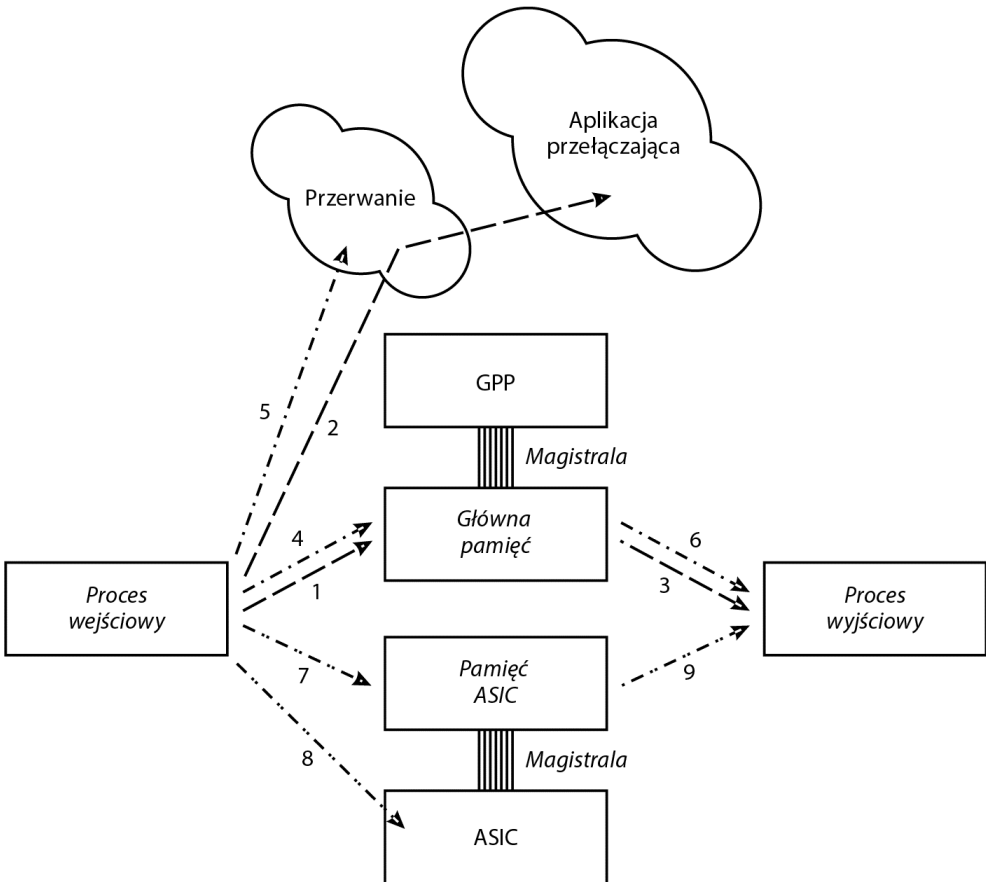 Aplikacja
przełączająca
Przerwanie
GPP
5
2
Magistrala
Główna
pamięć
4
6
1
3
Proces
wejściowy
Proces
wyjściowy
7
Pamięć
ASIC
9
8
Magistrala
ASIC